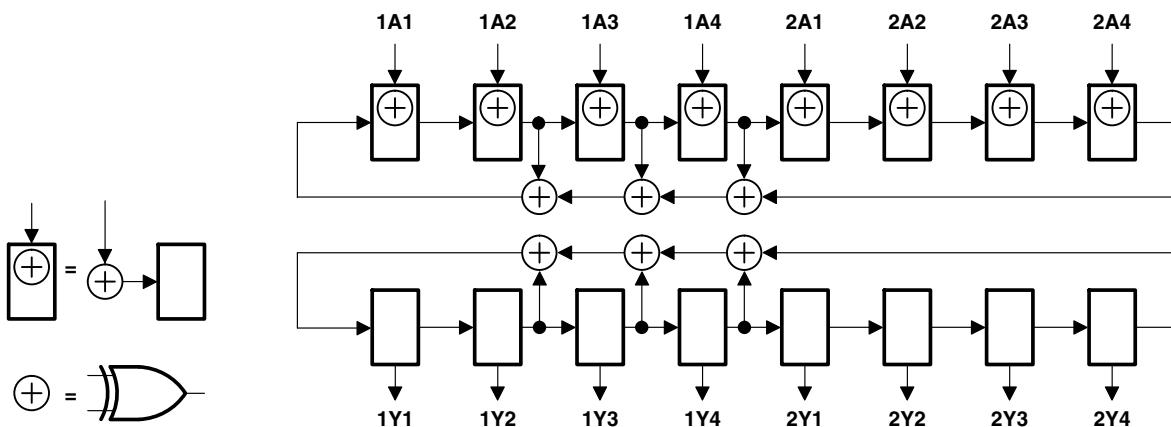 1A1 1A2 1A3 1A4 2A1 2A2 2A3 2A4
=
=
1Y1 1Y2 1Y3 1Y4 2Y1 2Y2 2Y3 2Y4